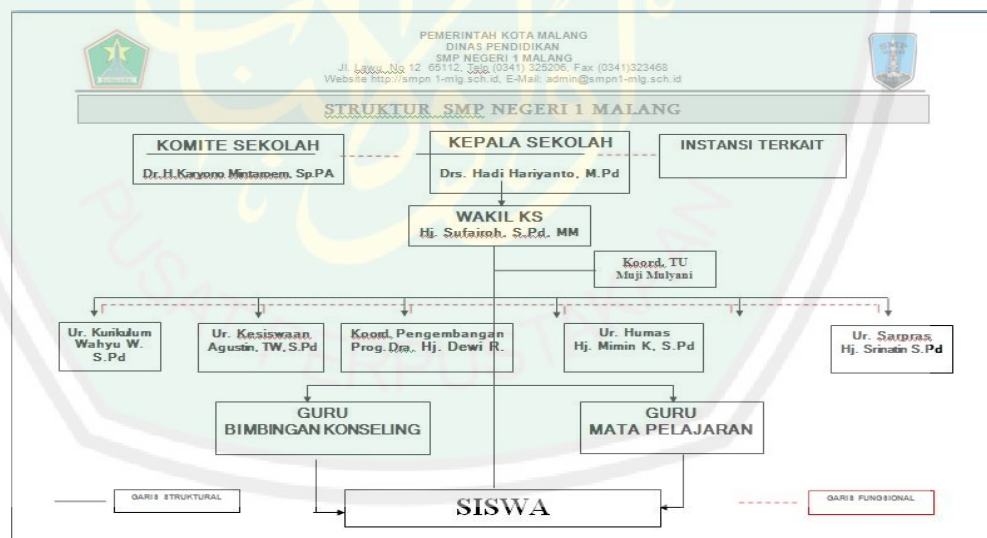 PEMERINTAH KOTA MALANG
DINAS PENDIDIKAN
SMP NEGERI 1 MALANG
Jl. Lawu No 12 65112, Telp (0341) 325206, Fax (0341)323468
Website http://smpn 1-mlg.sch.id, E-Mail: admin@smpn1-mlg.sch.id
STRUKTUR SMP NEGERI 1 MALANG
KOMITE SEKOLAH
Dr.H.Karyono Mintaroem, Sp.PA
KEPALA SEKOLAH
Drs. Hadi Hariyanto, M.Pd
INSTANSI TERKAIT
WAKIL KS
Hj. Sufairoh, S.Pd, MM
Koord. TU
Muji Mulyani
Ur. Kurikulum
Wahyu W.
S.Pd
Ur. Kesiswaan
Agustin, TW, S.Pd
Koord. Pengembangan
Prog. Dra. Hj. Dewi R.
Ur. Humas
Hj. Mimin K, S.Pd
Ur. Sarpras
Hj. Srinatin S.Pd
GURU
BIMBINGAN KONSELING
GURU
MATA PELAJARAN
GARIS STRUKTURAL
SISWA
GARIS FUNGSIONAL
PUSAT PERPUSTAKAAN